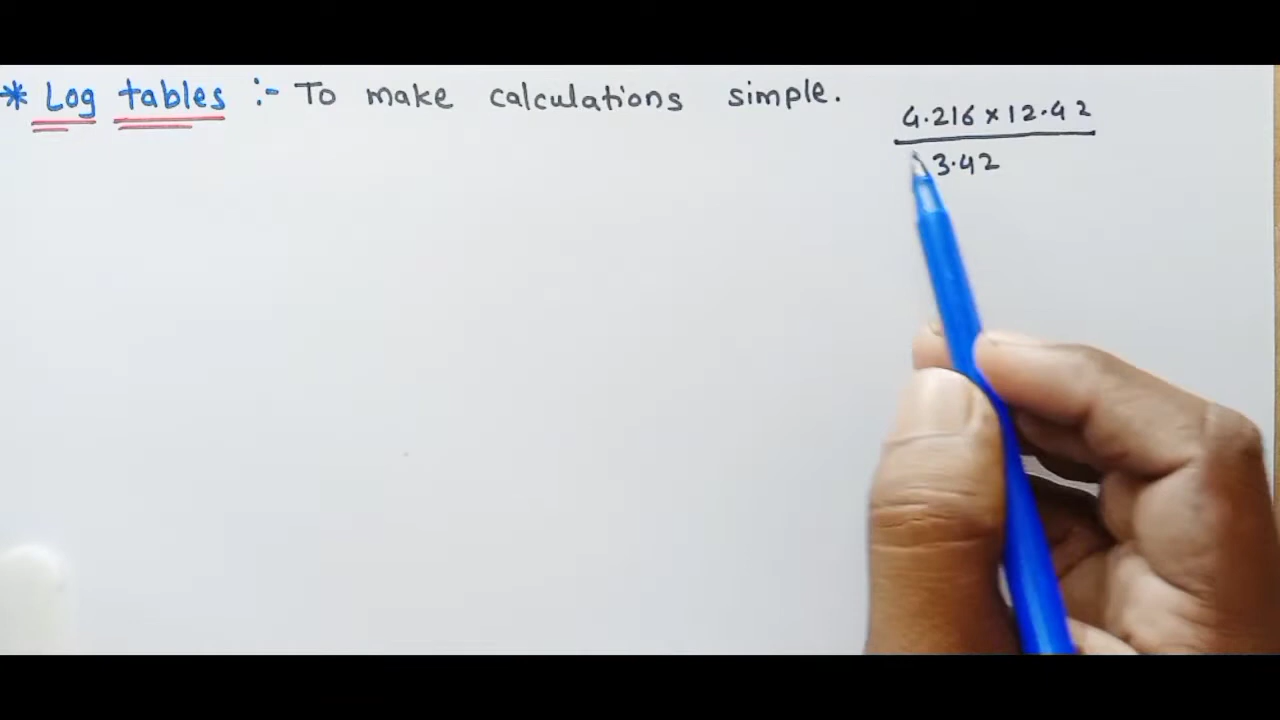 * Log tables :- To make calculations simple.
4.216 x 12.42
3.42